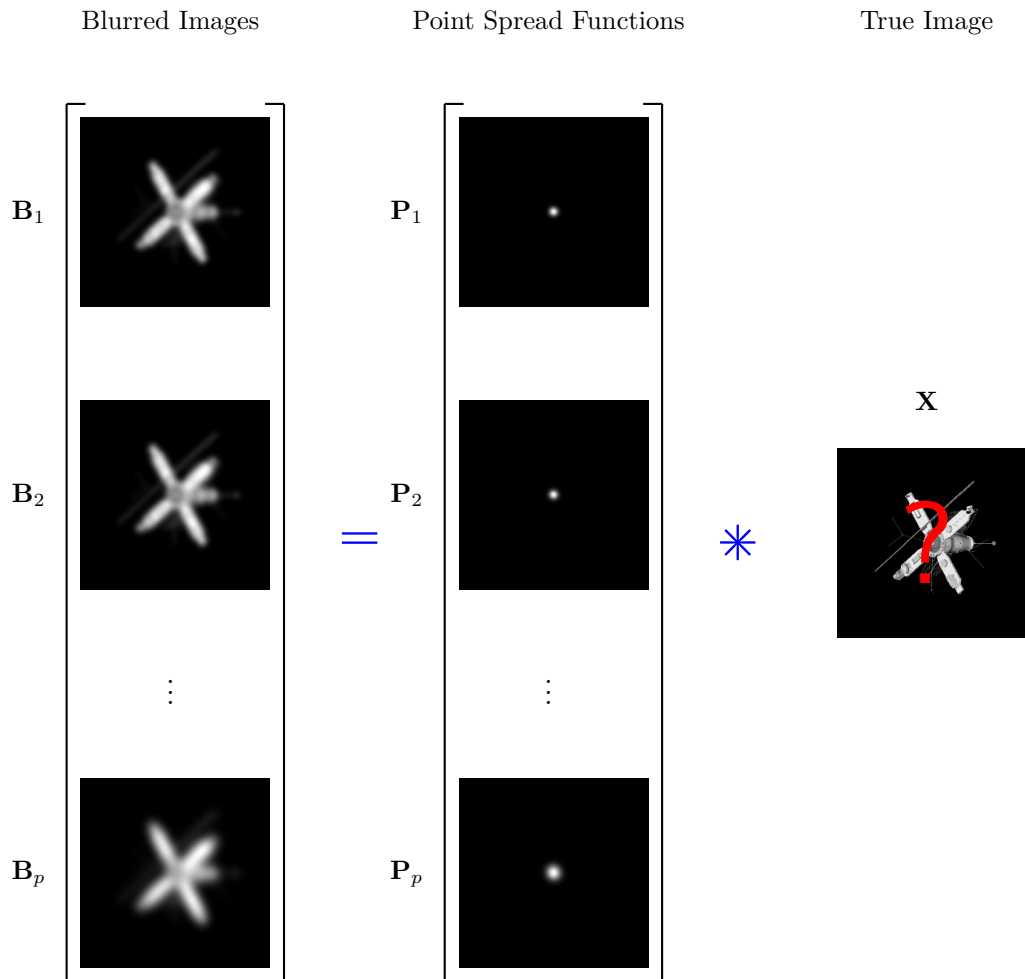 Blurred Images
Point Spread Functions
True Image
B₁
P₁
X
B₂
P₂
=
∗
?
⋮
⋮
Bₚ
Pₚ